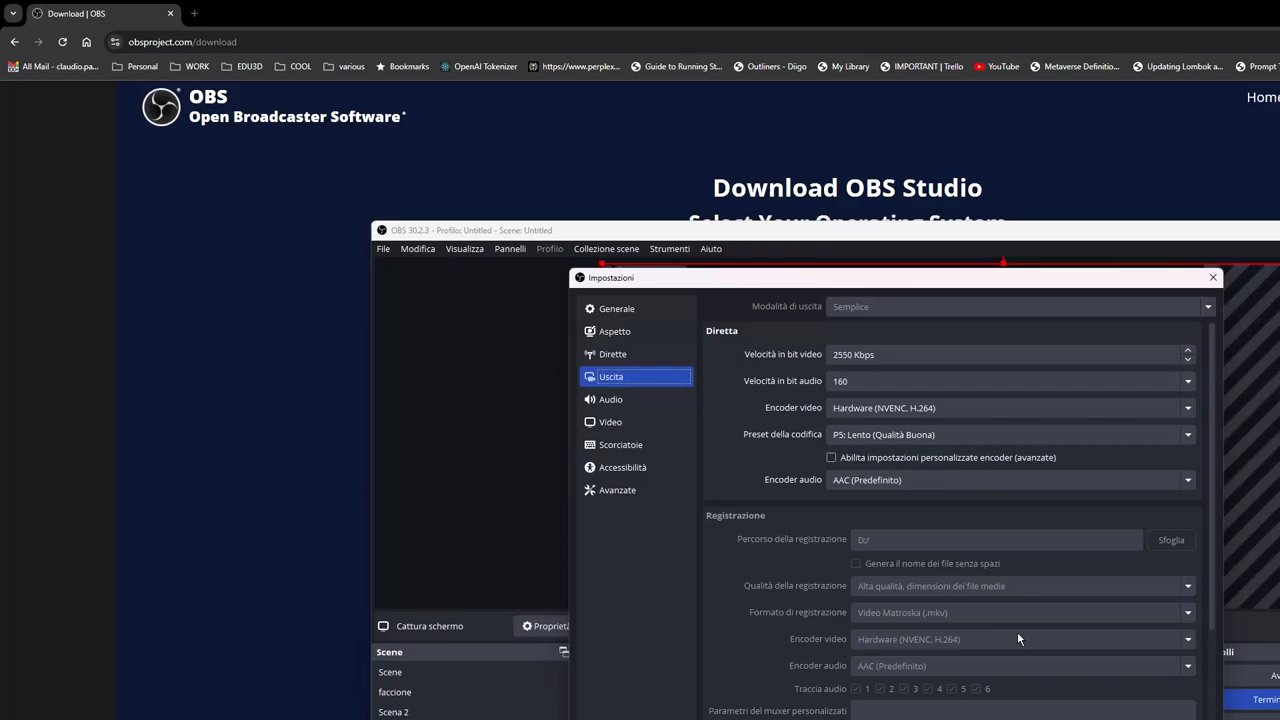 Download | OBS
obsproject.com/download
All Mail - claudio.pa...
Personal
WORK
EDU3D
COOL
various
Bookmarks
OpenAI Tokenizer
https://www.perplex...
Guide to Running St...
Outliners - Diigo
My Library
IMPORTANT | Trello
YouTube
Metaverse Definitio...
Updating Lombok a...
Prompt
OBS
Open Broadcaster Software
Home
Download OBS Studio
Select Your Operating System
OBS 30.2.3 - Profilo: Untitled - Scene: Untitled
File Modifica Visualizza Pannelli Profilo Collezione scene Strumenti Aiuto
Impostazioni
Generale
Aspetto
Dirette
Uscita
Audio
Video
Scorciatoie
Accessibilità
Avanzate
Modalità di uscita Semplice
Diretta
Velocità in bit video 2550 Kbps
Velocità in bit audio 160
Encoder video Hardware (NVENC, H.264)
Preset della codifica P5: Lento (Qualità Buona)
Abilita impostazioni personalizzate encoder (avanzate)
Encoder audio AAC (Predefinito)
Registrazione
Percorso della registrazione D:/ Sfoglia
Genera il nome dei file senza spazi
Qualità della registrazione Alta qualità, dimensioni dei file medie
Formato di registrazione Video Matroska (.mkv)
Encoder video Hardware (NVENC, H.264)
Encoder audio AAC (Predefinito)
Traccia audio 1 2 3 4 5 6
Parametri del muxer personalizzati
Cattura schermo
Proprietà
Scene
Scene
faccione
Scena 2